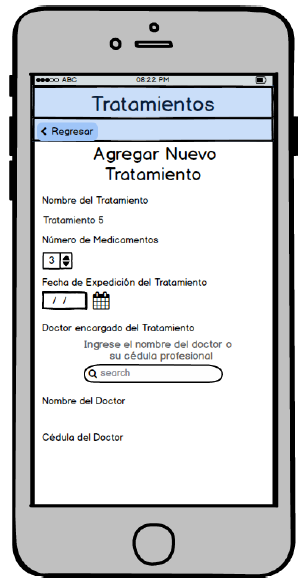 ABC 08:22 PM
Tratamientos
Regresar
Agregar Nuevo
Tratamiento
Nombre del Tratamiento
Tratamiento 5
Número de Medicamentos
3
Fecha de Expedición del Tratamiento
/ /
Doctor encargado del Tratamiento
Ingrese el nombre del doctor o
su cédula profesional
search
Nombre del Doctor
Cédula del Doctor